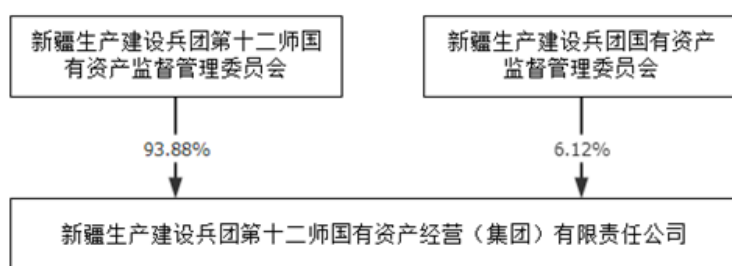 新疆生产建设兵团第十二师国
有资产监督管理委员会
新疆生产建设兵团国有资产
监督管理委员会
93.88%
6.12%
新疆生产建设兵团第十二师国有资产经营（集团）有限责任公司